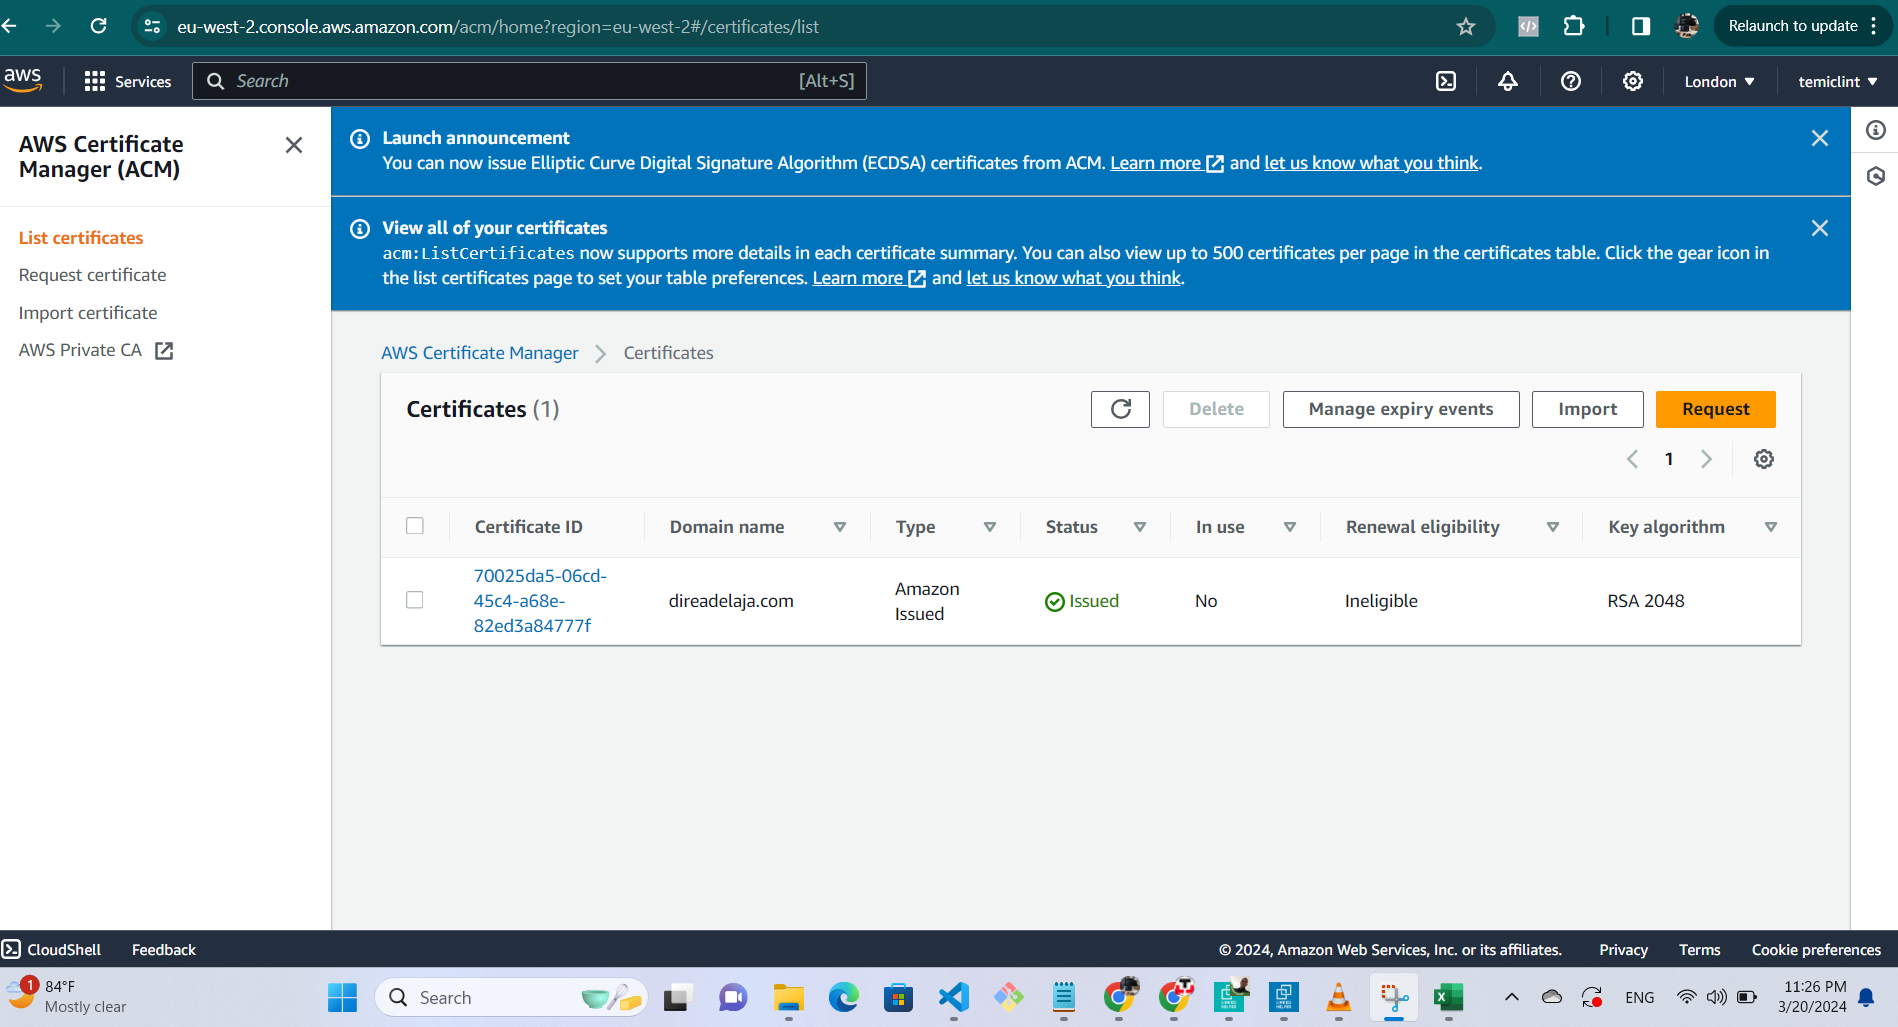 eu-west-2.console.aws.amazon.com/acm/home?region=eu-west-2#/certificates/list
Relaunch to update
aws
Services
Search
[Alt+S]
London
temiclint
AWS Certificate
Manager (ACM)
List certificates
Request certificate
Import certificate
AWS Private CA
Launch announcement
You can now issue Elliptic Curve Digital Signature Algorithm (ECDSA) certificates from ACM. Learn more and let us know what you think.
View all of your certificates
acm:ListCertificates now supports more details in each certificate summary. You can also view up to 500 certificates per page in the certificates table. Click the gear icon in
the list certificates page to set your table preferences. Learn more and let us know what you think.
AWS Certificate Manager
Certificates
Certificates (1)
Delete
Manage expiry events
Import
Request
1
Certificate ID
Domain name
Type
Status
In use
Renewal eligibility
Key algorithm
70025da5-06cd-
45c4-a68e-
82ed3a84777f
direadelaja.com
Amazon
Issued
Issued
No
Ineligible
RSA 2048
CloudShell
Feedback
© 2024, Amazon Web Services, Inc. or its affiliates.
Privacy
Terms
Cookie preferences
1
84°F
Mostly clear
Search
ENG
11:26 PM
3/20/2024